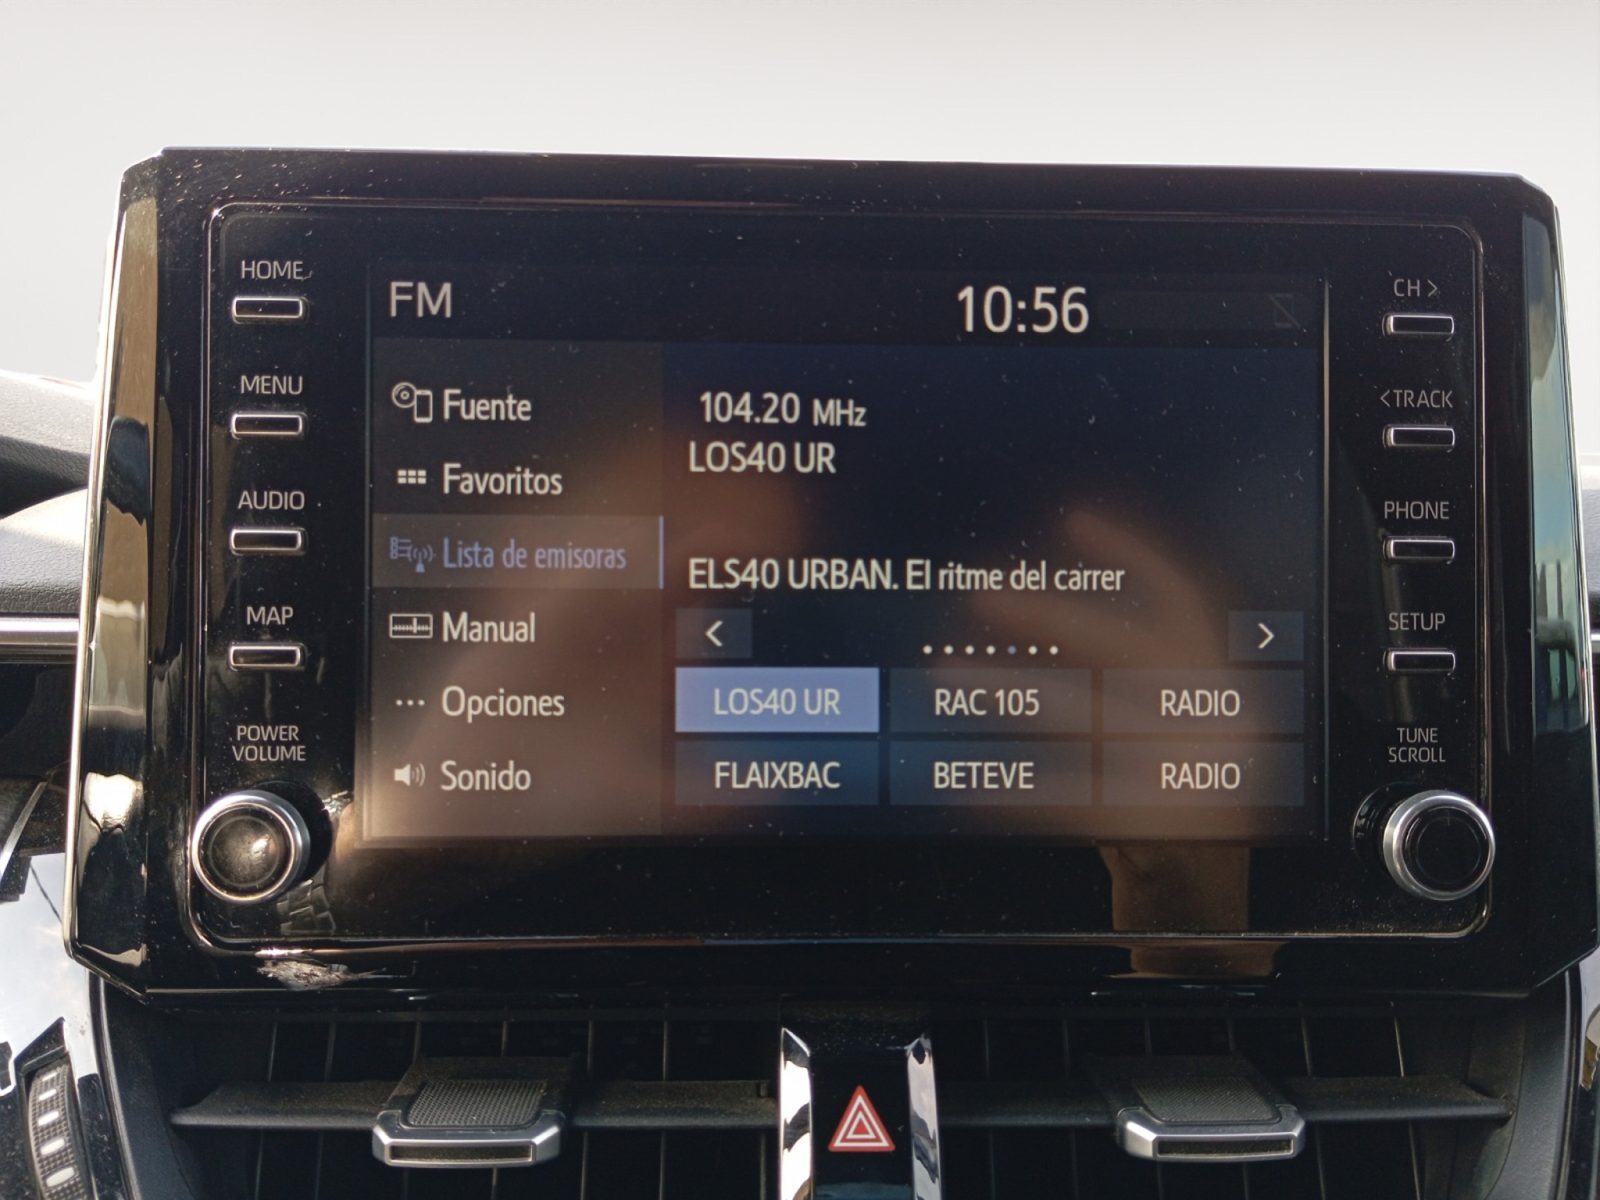 HOME
MENU
AUDIO
MAP
POWER
VOLUME
FM
10:56
Fuente
Favoritos
Lista de emisoras
Manual
Opciones
Sonido
104.20 MHz
LOS40 UR
ELS40 URBAN. El ritme del carrer
<
>
LOS40 UR
RAC 105
RADIO
FLAIXBAC
BETEVE
RADIO
CH >
< TRACK
PHONE
SETUP
TUNE
SCROLL